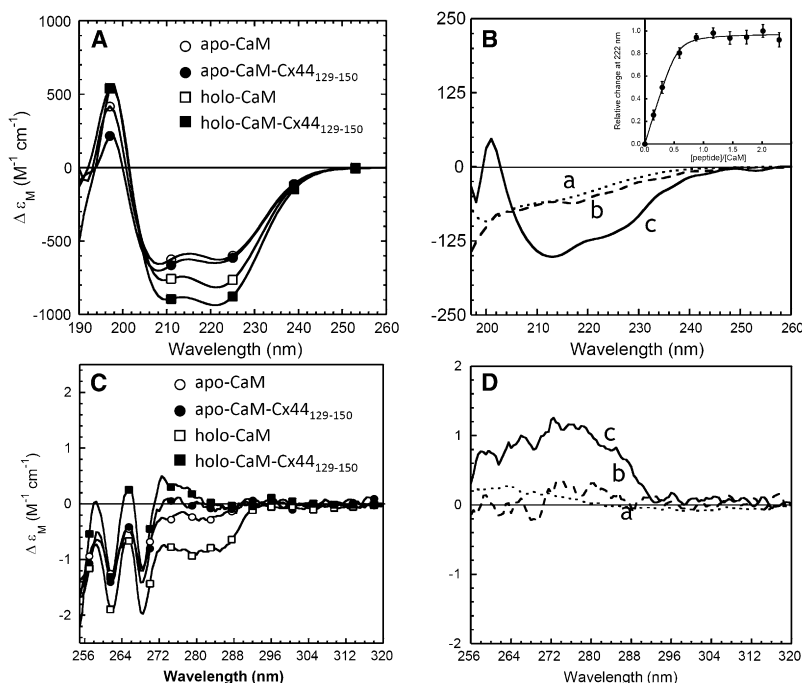 A
apo-CaM
apo-CaM-Cx44129-150
holo-CaM
holo-CaM-Cx44129-150
1000
500
0
-500
-1000
Δ εM (M-1 cm-1)
190 200 210 220 230 240 250 260
Wavelength (nm)
B
250
125
0
-125
-250
a
b
c
200 210 220 230 240 250 260
Wavelength (nm)
Relative change at 222 nm
1.0
0.8
0.6
0.4
0.2
0.0
0.0 0.5 1.0 1.5 2.0
[peptide]/[CaM]
C
apo-CaM
apo-CaM-Cx44129-150
holo-CaM
holo-CaM-Cx44129-150
2
1
0
-1
-2
Δ εM (M-1 cm-1)
256 264 272 280 288 296 304 312 320
Wavelength (nm)
D
2
1
0
-1
-2
c
b
a
256 264 272 280 288 296 304 312 320
Wavelength (nm)